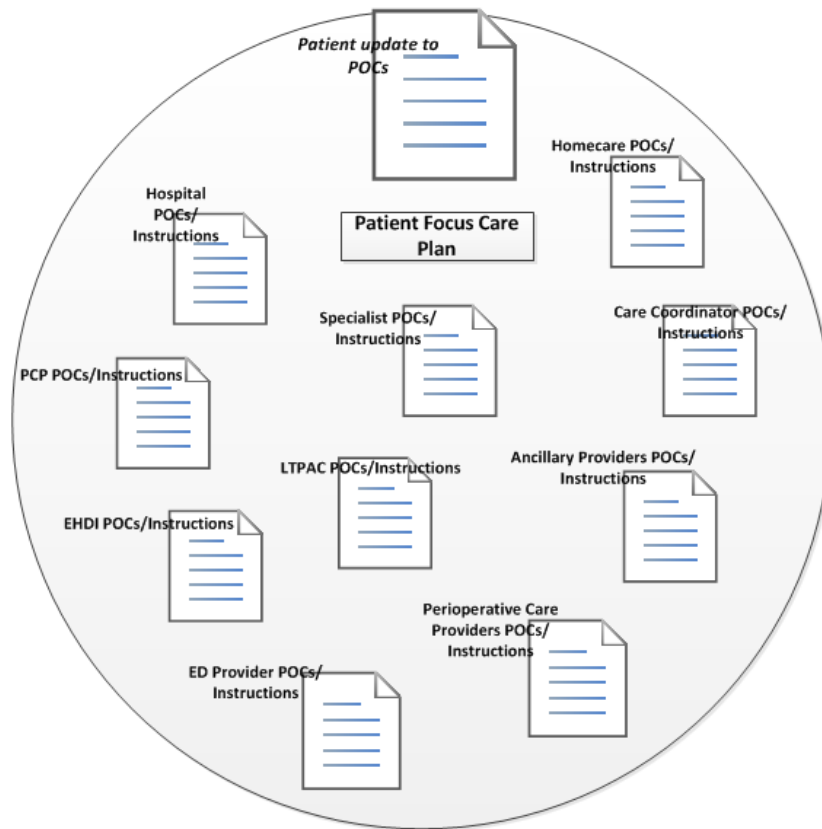 Patient update to
POCs
Homecare POCs/
Instructions
Hospital
POCs/
Instructions
Patient Focus Care
Plan
Specialist POCs/
Instructions
Care Coordinator POCs/
Instructions
PCP POCs/Instructions
LTPAC POCs/Instructions
Ancillary Providers POCs/
Instructions
EHDI POCs/Instructions
Perioperative Care
Providers POCs/
Instructions
ED Provider POCs/
Instructions